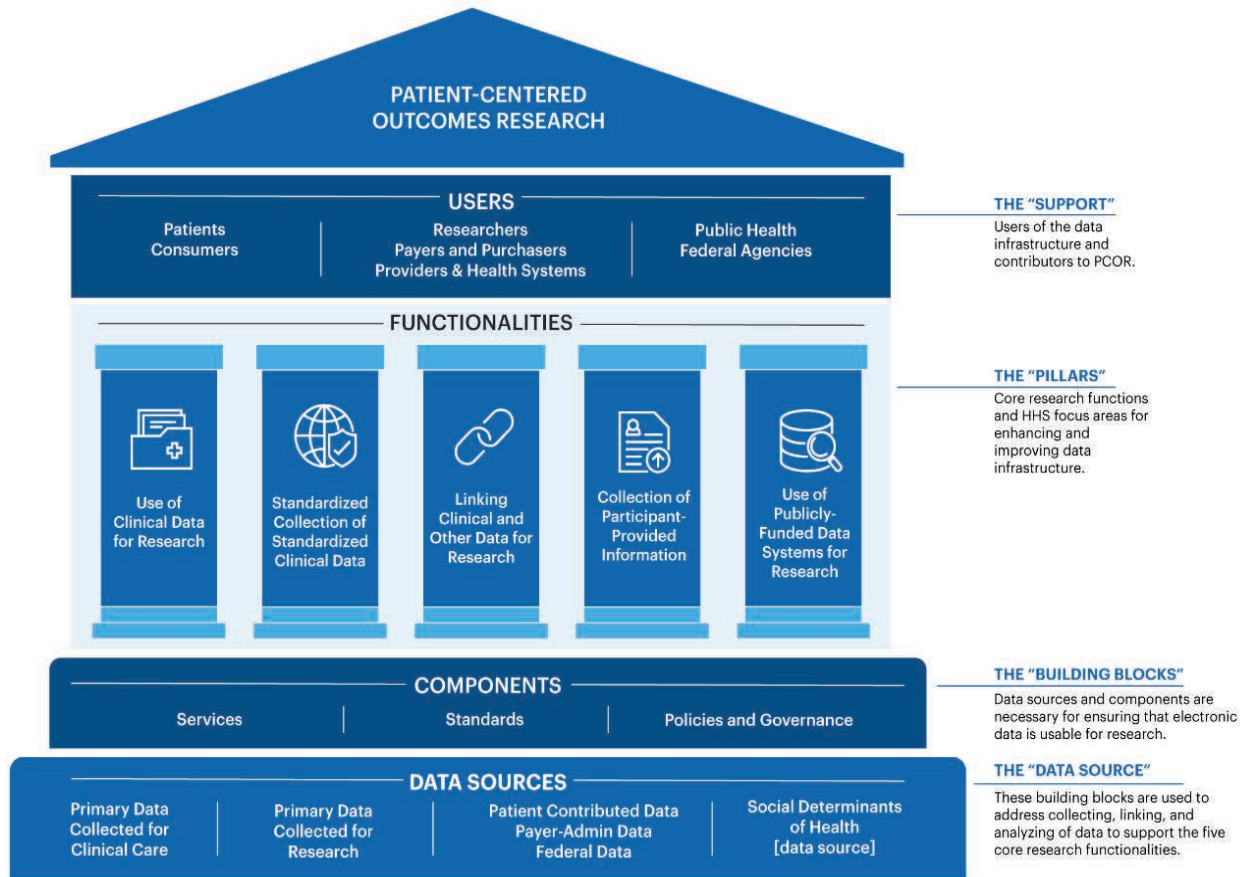 PATIENT-CENTERED
OUTCOMES RESEARCH
USERS
Patients
Consumers
Researchers
Payers and Purchasers
Providers & Health Systems
Public Health
Federal Agencies
THE “SUPPORT”
Users of the data
infrastructure and
contributors to PCOR.
FUNCTIONALITIES
Use of
Clinical Data
for Research
Standardized
Collection of
Standardized
Clinical Data
Linking
Clinical and
Other Data for
Research
Collection of
Participant-
Provided
Information
Use of
Publicly-
Funded Data
Systems for
Research
THE “PILLARS”
Core research functions
and HHS focus areas for
enhancing and
improving data
infrastructure.
COMPONENTS
Services
Standards
Policies and Governance
THE “BUILDING BLOCKS”
Data sources and components are
necessary for ensuring that electronic
data is usable for research.
DATA SOURCES
Primary Data
Collected for
Clinical Care
Primary Data
Collected for
Research
Patient Contributed Data
Payer-Admin Data
Federal Data
Social Determinants
of Health
[data source]
THE “DATA SOURCE”
These building blocks are used to
address collecting, linking, and
analyzing of data to support the five
core research functionalities.